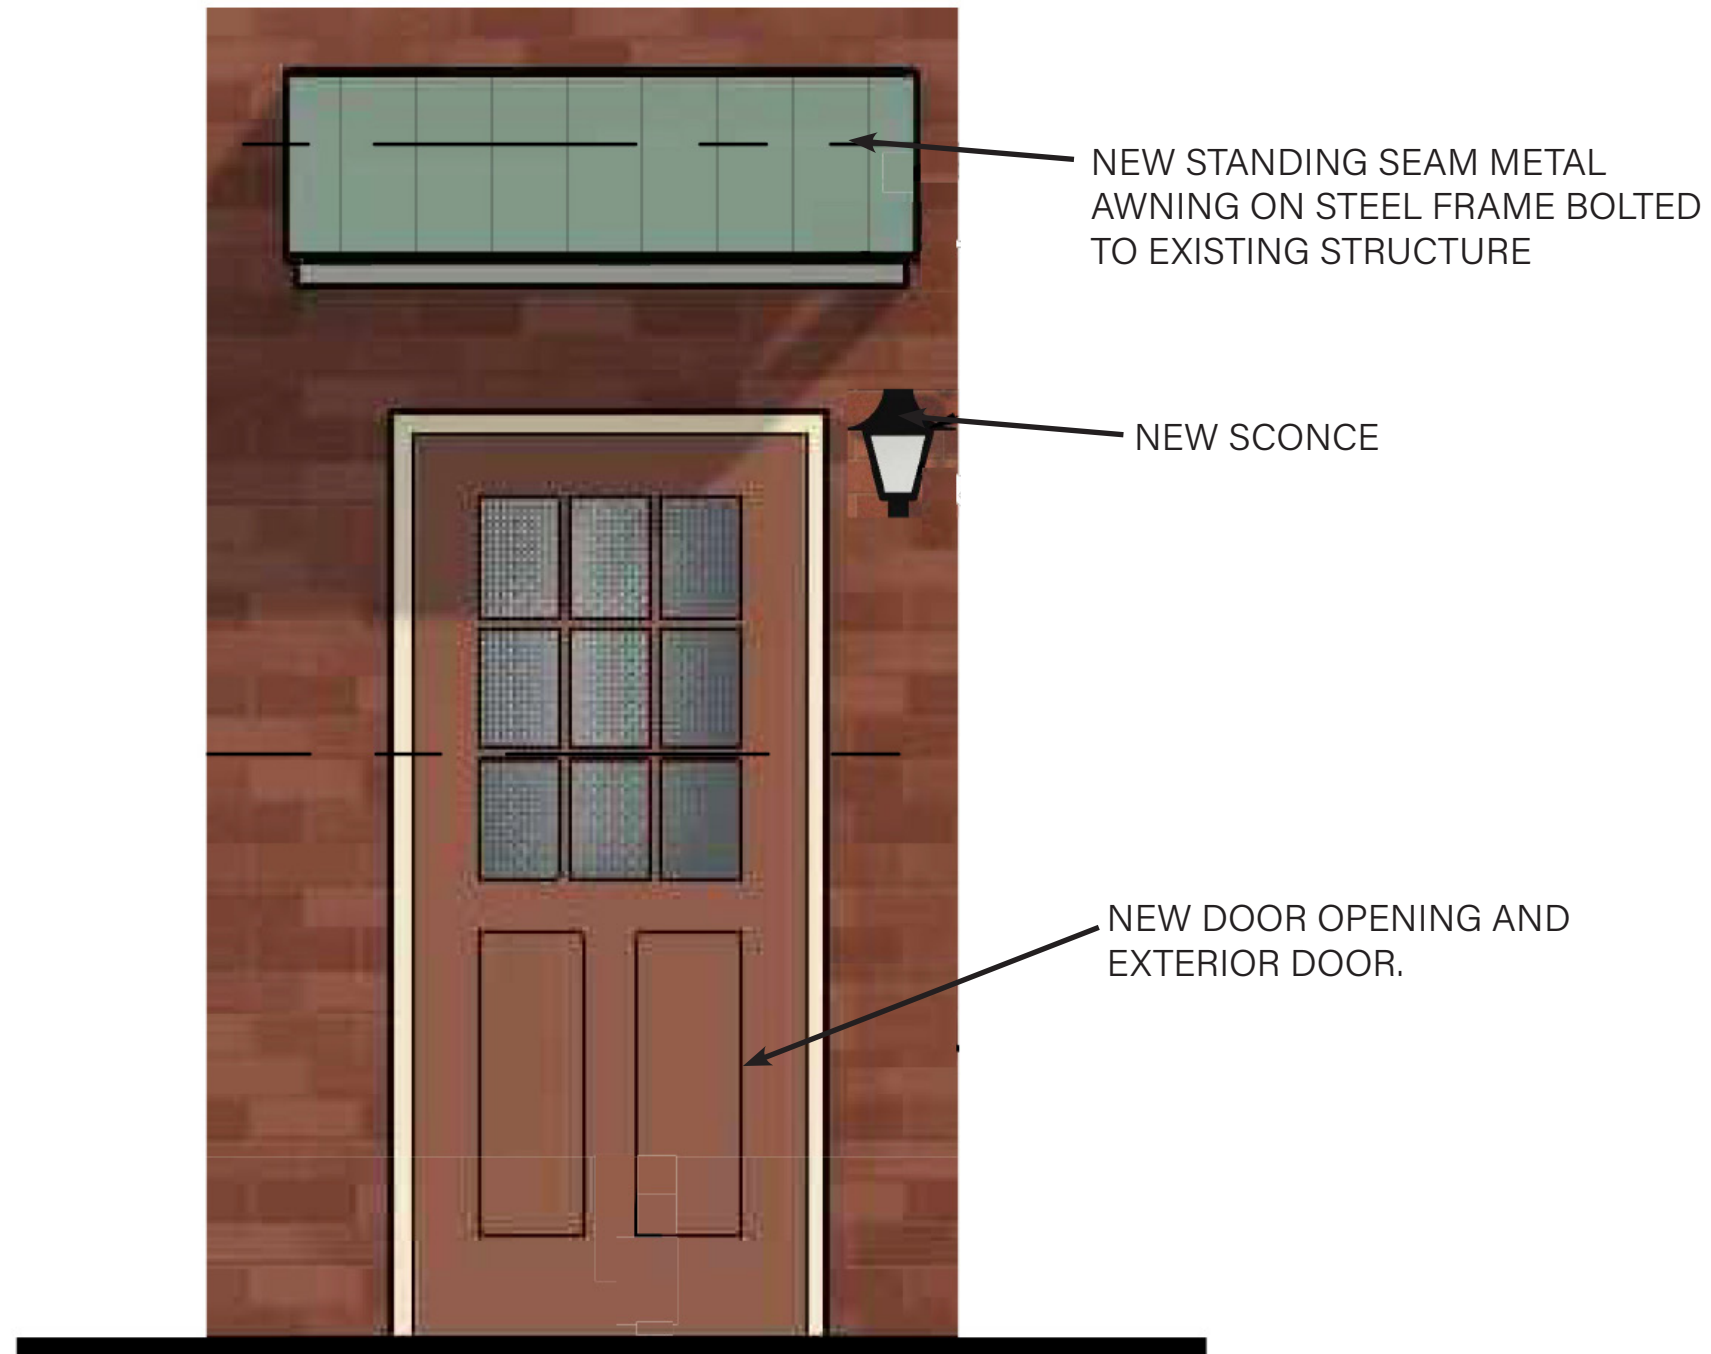 NEW STANDING SEAM METAL
AWNING ON STEEL FRAME BOLTED
TO EXISTING STRUCTURE
NEW SCONCE
NEW DOOR OPENING AND
EXTERIOR DOOR.